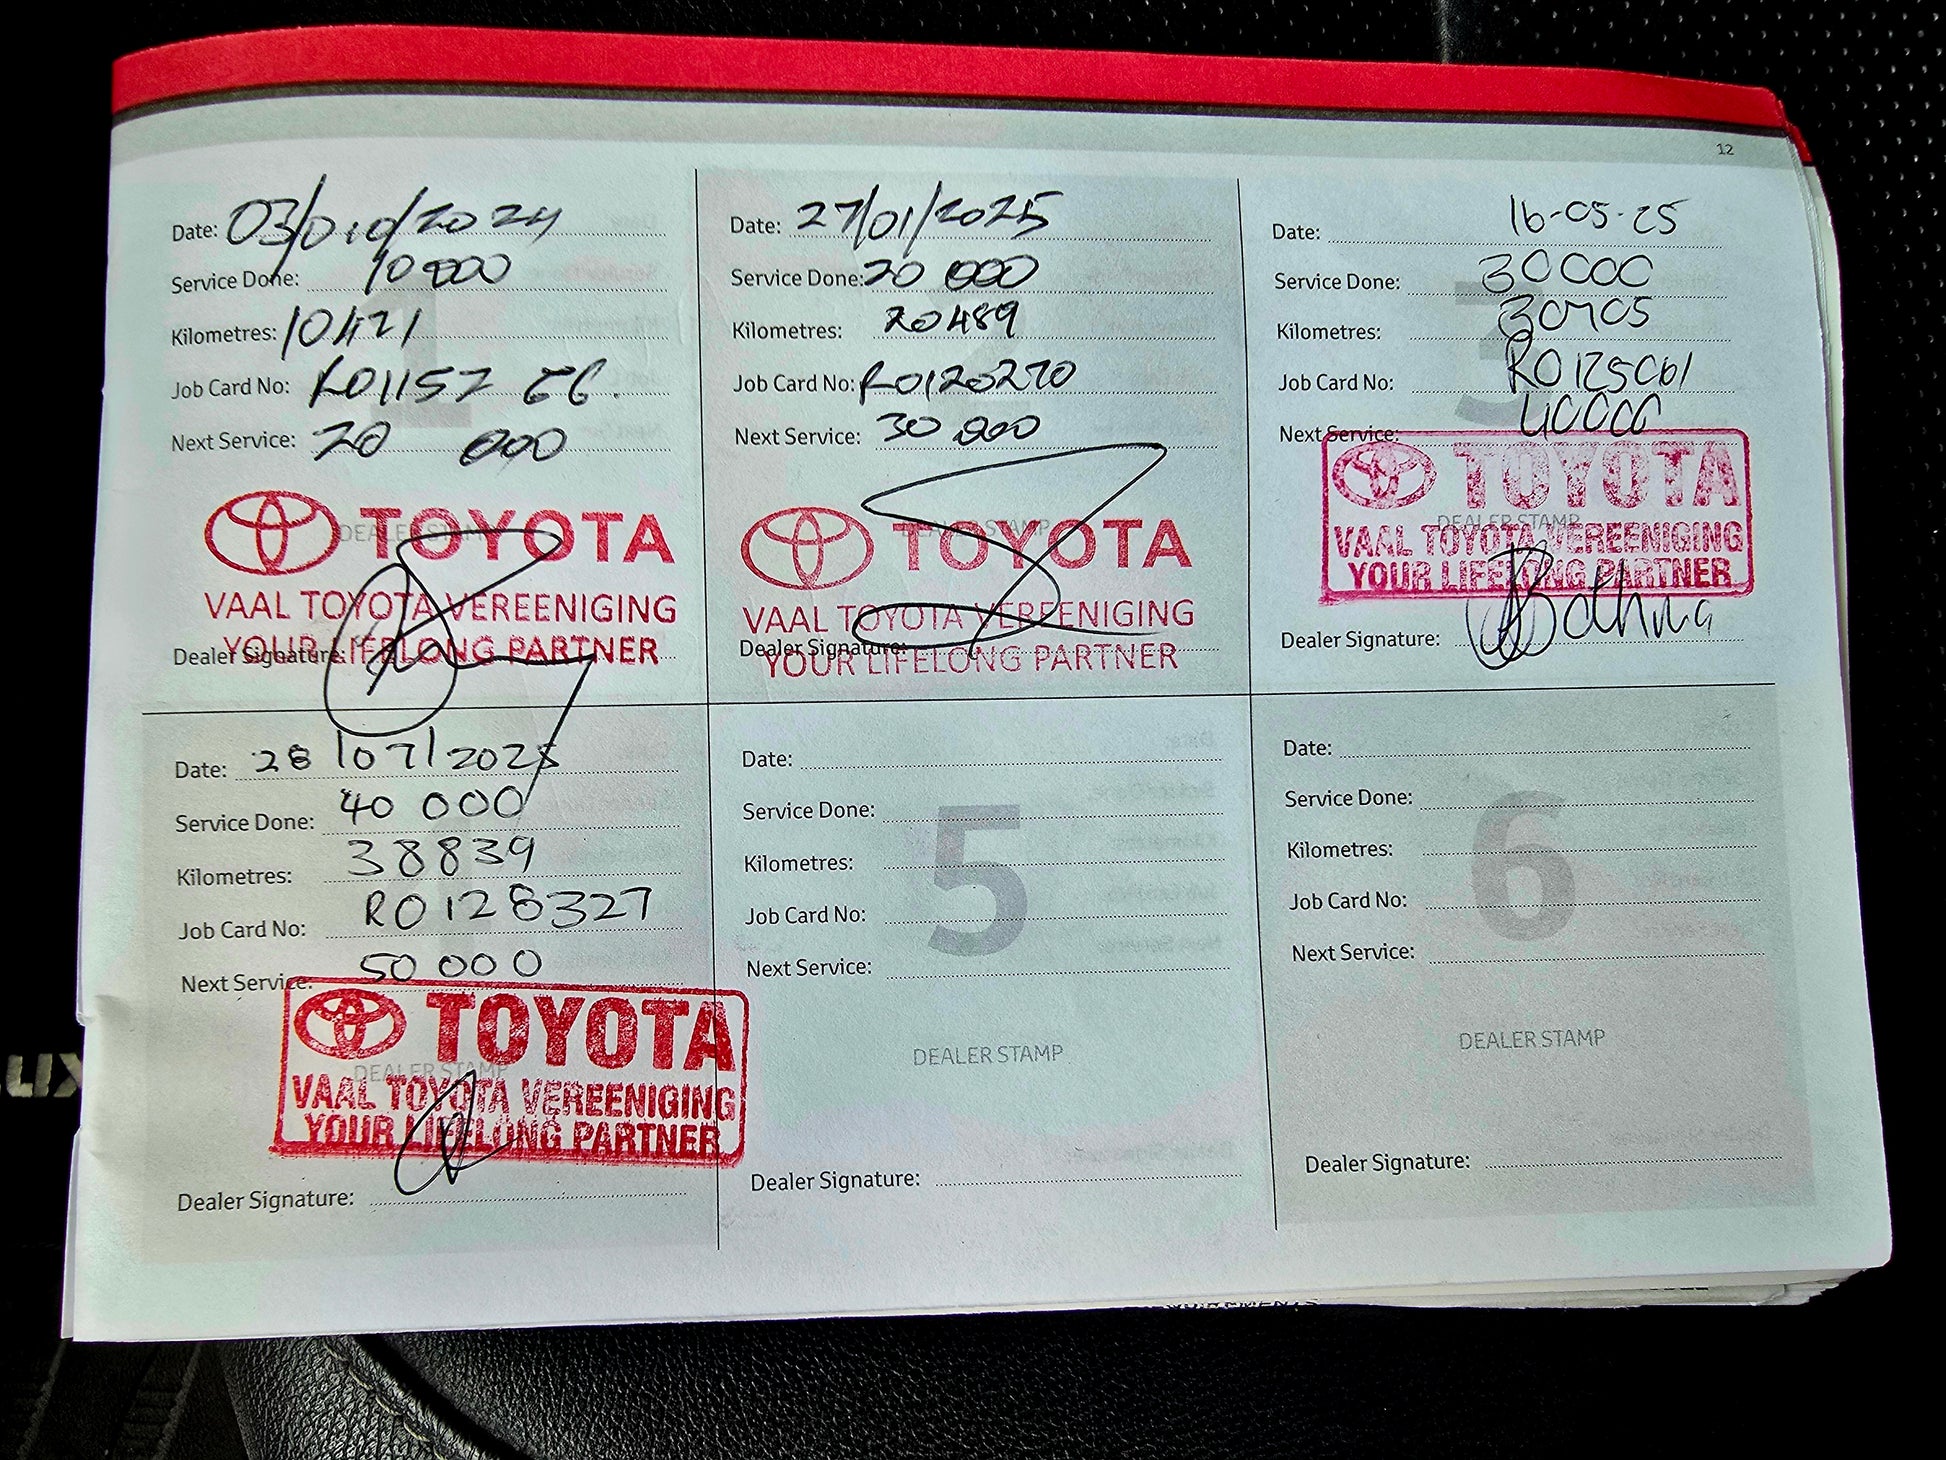 12
Date: 03/010/2024
Service Done: 10 000
Kilometres: 10421
Job Card No: R0115766.
Next Service: 20 000
DEALER STAMP
TOYOTA
VAAL TOYOTA VEREENIGING
YOUR LIFELONG PARTNER
Dealer Signature:
Date: 27/01/2025
Service Done: 20 000
Kilometres: 20489
Job Card No: R0120270
Next Service: 30 000
DEALER STAMP
TOYOTA
VAAL TOYOTA VEREENIGING
YOUR LIFELONG PARTNER
Dealer Signature:
Date: 16-05-25
Service Done: 30000
Kilometres: 30705
Job Card No: R0125061
Next Service: 40000
DEALER STAMP
TOYOTA
VAAL TOYOTA VEREENIGING
YOUR LIFELONG PARTNER
Dealer Signature: Bothma
Date: 28/07/2025
Service Done: 40 000
Kilometres: 38839
Job Card No: R0128327
Next Service: 50 000
DEALER STAMP
TOYOTA
VAAL TOYOTA VEREENIGING
YOUR LIFELONG PARTNER
Dealer Signature:
5
Date:
Service Done:
Kilometres:
Job Card No:
Next Service:
DEALER STAMP
Dealer Signature:
6
Date:
Service Done:
Kilometres:
Job Card No:
Next Service:
DEALER STAMP
Dealer Signature: